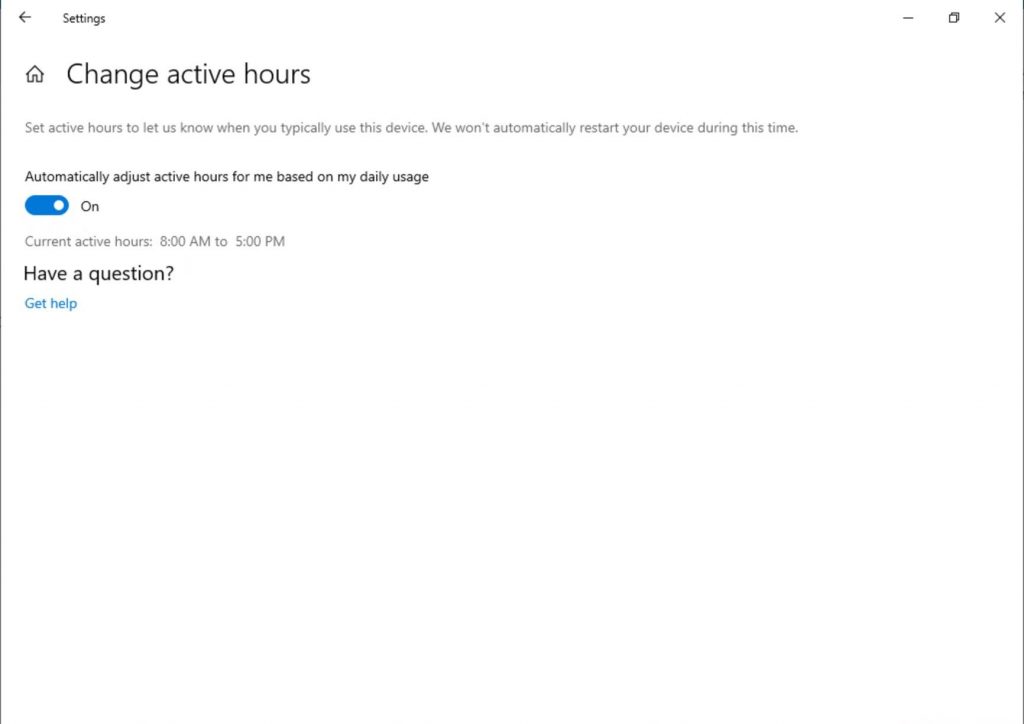 Settings
Change active hours
Set active hours to let us know when you typically use this device. We won't automatically restart your device during this time.
Automatically adjust active hours for me based on my daily usage
On
Current active hours: 8:00 AM to 5:00 PM
Have a question?
Get help